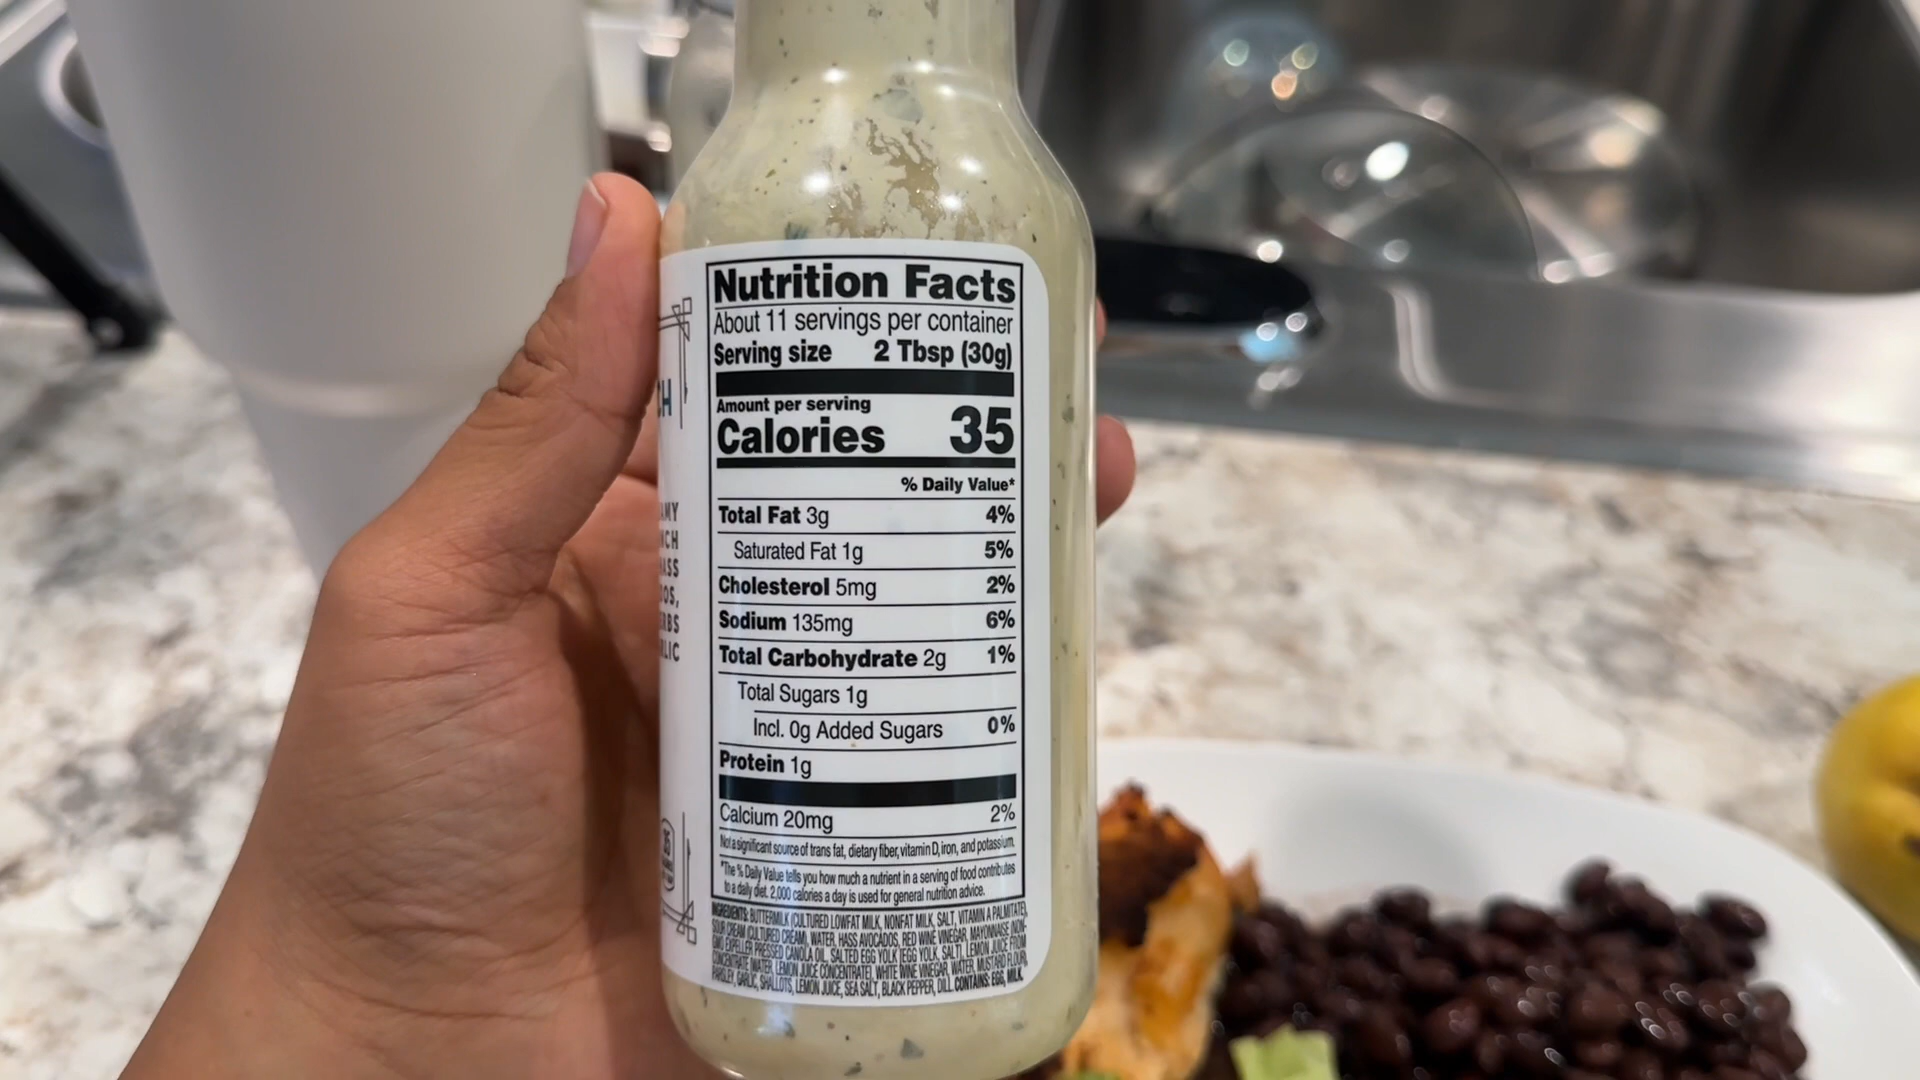 Nutrition Facts
About 11 servings per container
Serving size 2 Tbsp (30g)
Amount per serving
Calories 35
% Daily Value*
Total Fat 3g 4%
Saturated Fat 1g 5%
Cholesterol 5mg 2%
Sodium 135mg 6%
Total Carbohydrate 2g 1%
Total Sugars 1g
Incl. 0g Added Sugars 0%
Protein 1g
Calcium 20mg 2%
Not a significant source of trans fat, dietary fiber, vitamin D, iron, and potassium.
*The % Daily Value tells you how much a nutrient in a serving of food contributes
to a daily diet. 2,000 calories a day is used for general nutrition advice.
INGREDIENTS: BUTTERMILK (CULTURED LOWFAT MILK, NONFAT MILK, SALT, VITAMIN A PALMITATE),
SOUR CREAM (CULTURED CREAM), WATER, HASS AVOCADOS, RED WINE VINEGAR, MAYONNAISE (NON-
GMO EXPELLER PRESSED CANOLA OIL, SALTED EGG YOLK [EGG YOLK, SALT], LEMON JUICE FROM
CONCENTRATE [WATER, LEMON JUICE CONCENTRATE], WHITE WINE VINEGAR, WATER, MUSTARD FLOUR),
PARSLEY, GARLIC, SHALLOTS, LEMON JUICE, SEA SALT, BLACK PEPPER, DILL. CONTAINS: EGG, MILK.